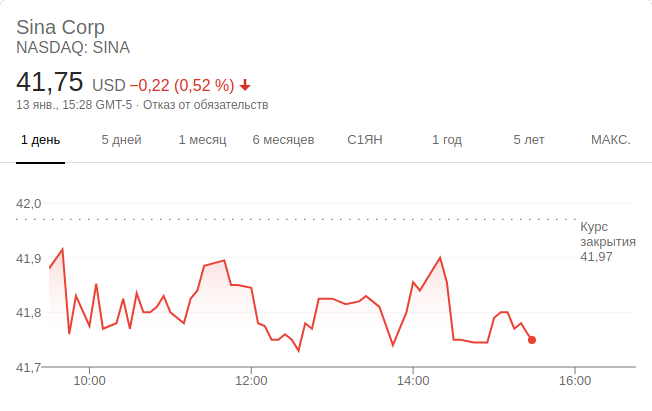 Sina Corp
NASDAQ: SINA
41,75 USD −0,22 (0,52 %)
13 янв., 15:28 GMT-5 · Отказ от обязательств
1 день 5 дней 1 месяц 6 месяцев С1ЯН 1 год 5 лет МАКС.
42,0
Курс
закрытия
41,97
41,9
41,8
41,7
10:00 12:00 14:00 16:00